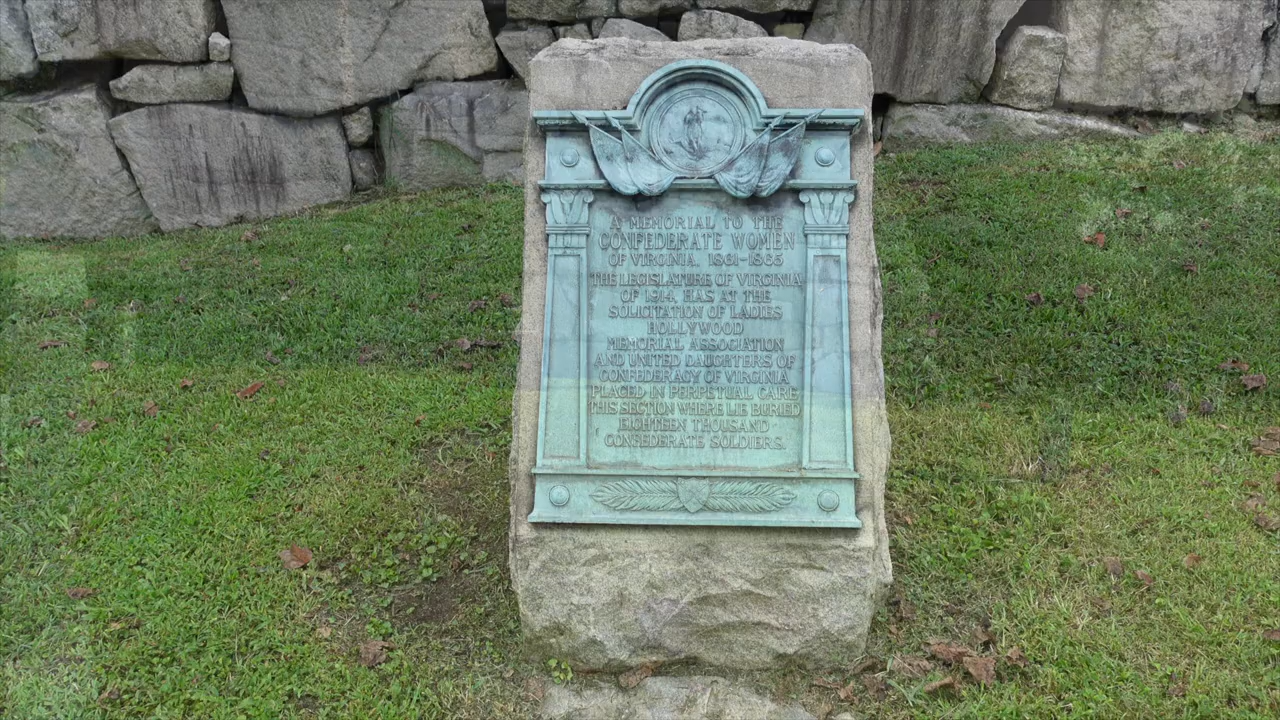 A MEMORIAL TO THE
CONFEDERATE WOMEN
OF VIRGINIA, 1861-1865
THE LEGISLATURE OF VIRGINIA
OF 1914, HAS AT THE
SOLICITATION OF LADIES
HOLLYWOOD
MEMORIAL ASSOCIATION
AND UNITED DAUGHTERS OF
CONFEDERACY OF VIRGINIA
PLACED IN PERPETUAL CARE
THIS SECTION WHERE LIE BURIED
EIGHTEEN THOUSAND
CONFEDERATE SOLDIERS.